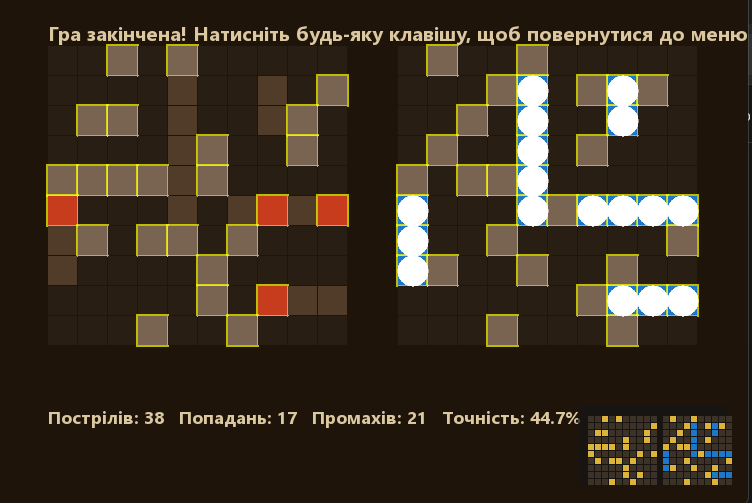 Гра закінчена! Натисніть будь-яку клавішу, щоб повернутися до меню
Пострілів: 38 Попадань: 17 Промахів: 21 Точність: 44.7%